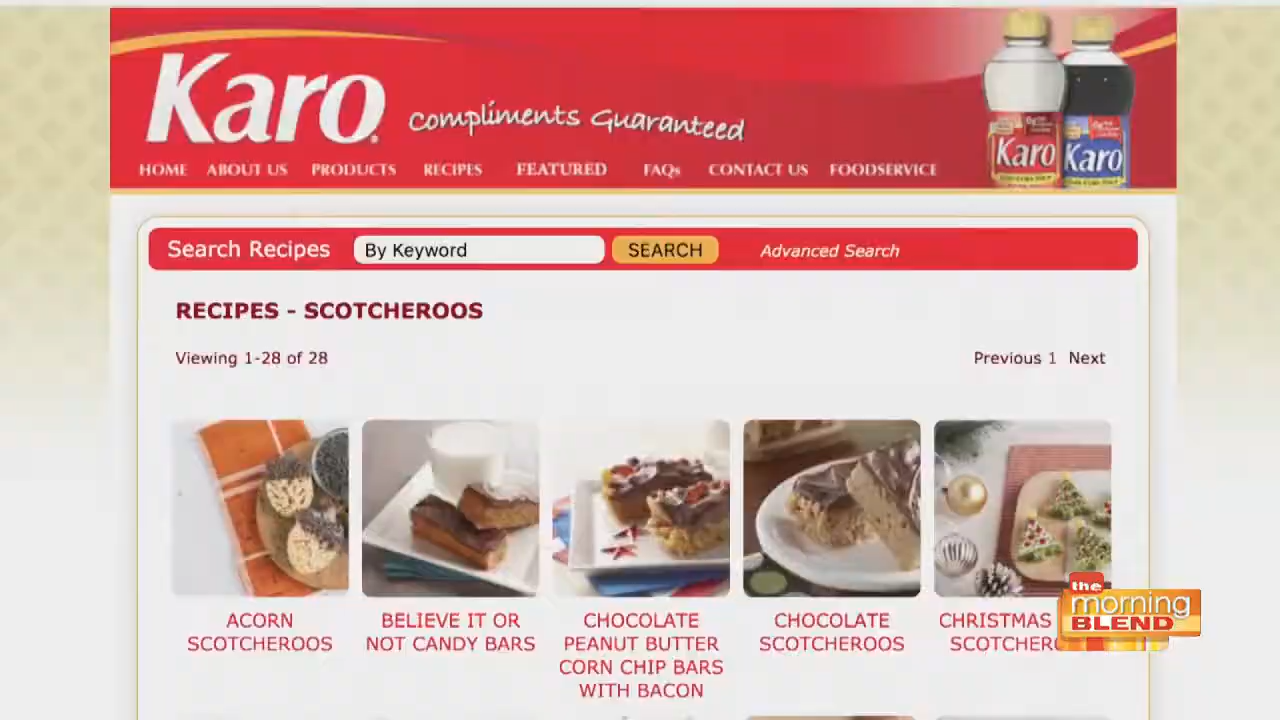 Karo
Compliments Guaranteed
Karo
Karo
HOME ABOUT US PRODUCTS RECIPES FEATURED FAQs CONTACT US FOODSERVICE
Search Recipes By Keyword SEARCH Advanced Search
RECIPES - SCOTCHEROOS
Viewing 1-28 of 28
Previous 1 Next
ACORN
SCOTCHEROOS
BELIEVE IT OR
NOT CANDY BARS
CHOCOLATE
PEANUT BUTTER
CORN CHIP BARS
WITH BACON
CHOCOLATE
SCOTCHEROOS
CHRISTMAS
SCOTCHER
the
morning
BLEND